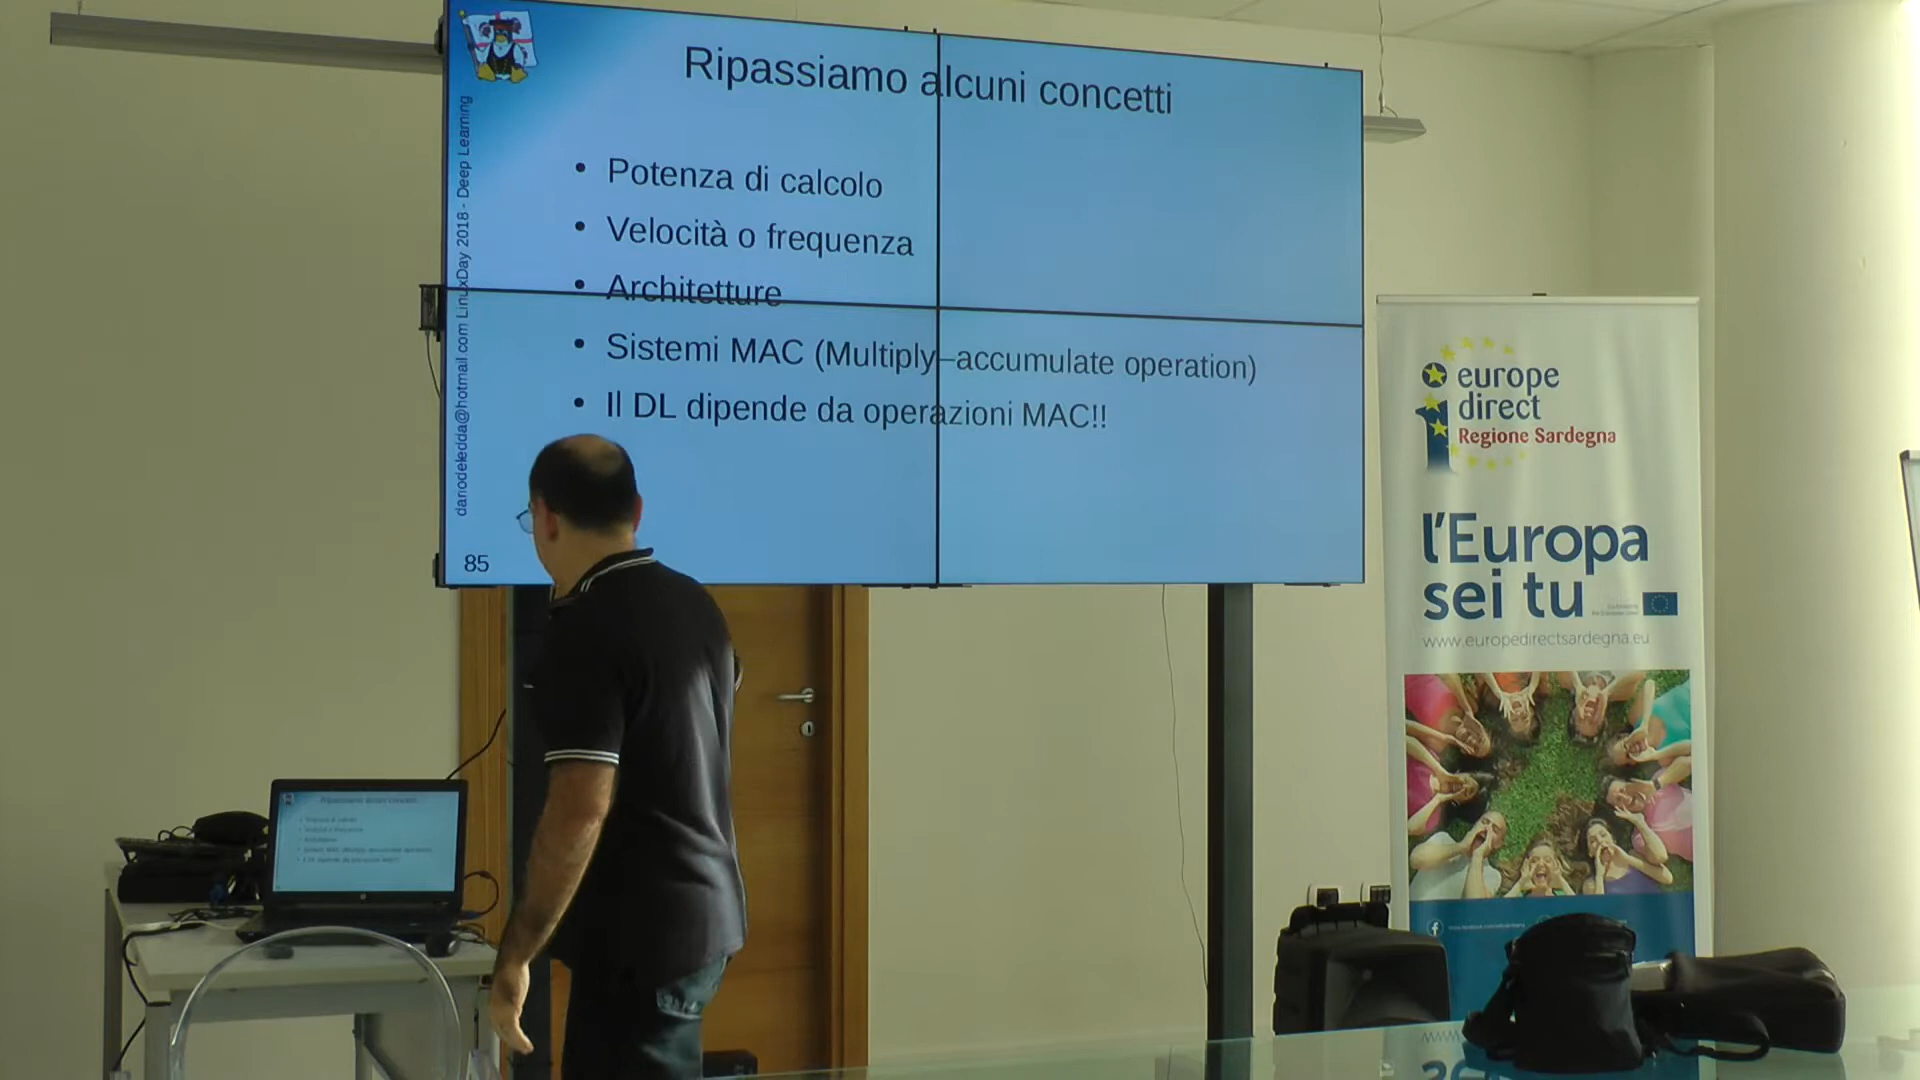 Ripassiamo alcuni concetti
• Potenza di calcolo
• Velocità o frequenza
• Architetture
• Sistemi MAC (Multiply–accumulate operation)
• Il DL dipende da operazioni MAC!!
dariodeledda@hotmail.com LinuxDay 2018 - Deep Learning
85
europe
direct
Regione Sardegna
l'Europa
sei tu
www.europedirectsardegna.eu